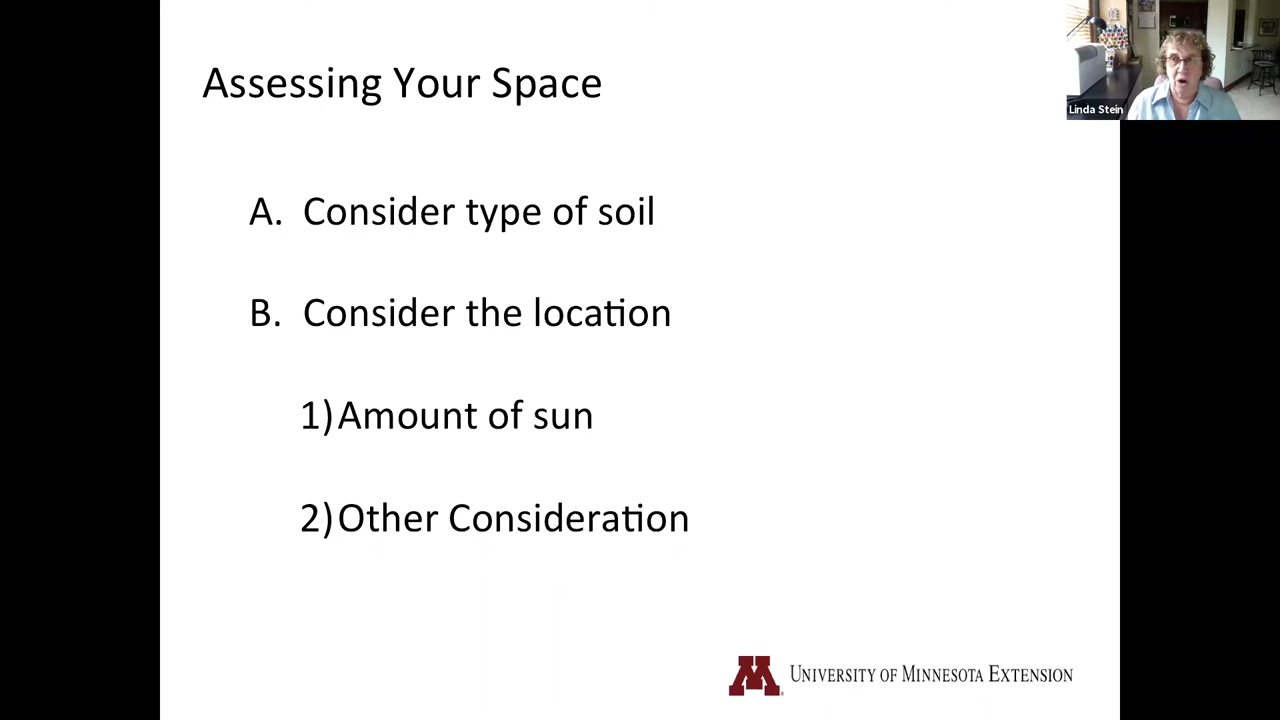 Assessing Your Space
Linda Stein
A. Consider type of soil
B. Consider the location
1) Amount of sun
2) Other Consideration
M
UNIVERSITY OF MINNESOTA EXTENSION